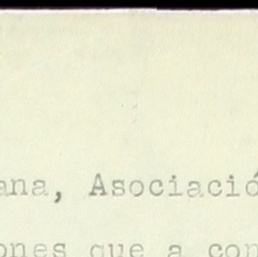 ana, Asociació
ones que a con